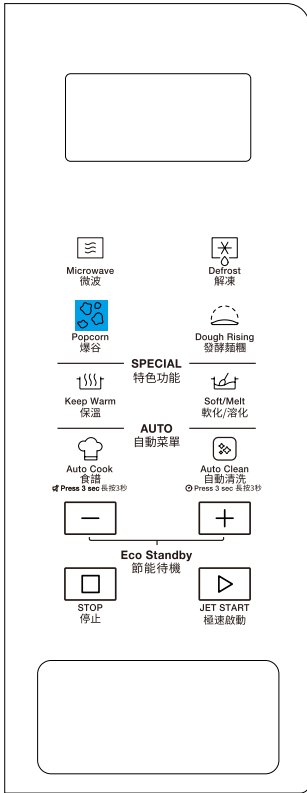 Microwave
微波
Defrost
解凍
Popcorn
爆谷
Dough Rising
發酵麵糰
SPECIAL
特色功能
Keep Warm
保溫
Soft/Melt
軟化/溶化
AUTO
自動菜單
Auto Cook
食譜
Press 3 sec 長按3秒
Auto Clean
自動清洗
Press 3 sec 長按3秒
Eco Standby
節能待機
STOP
停止
JET START
極速啟動